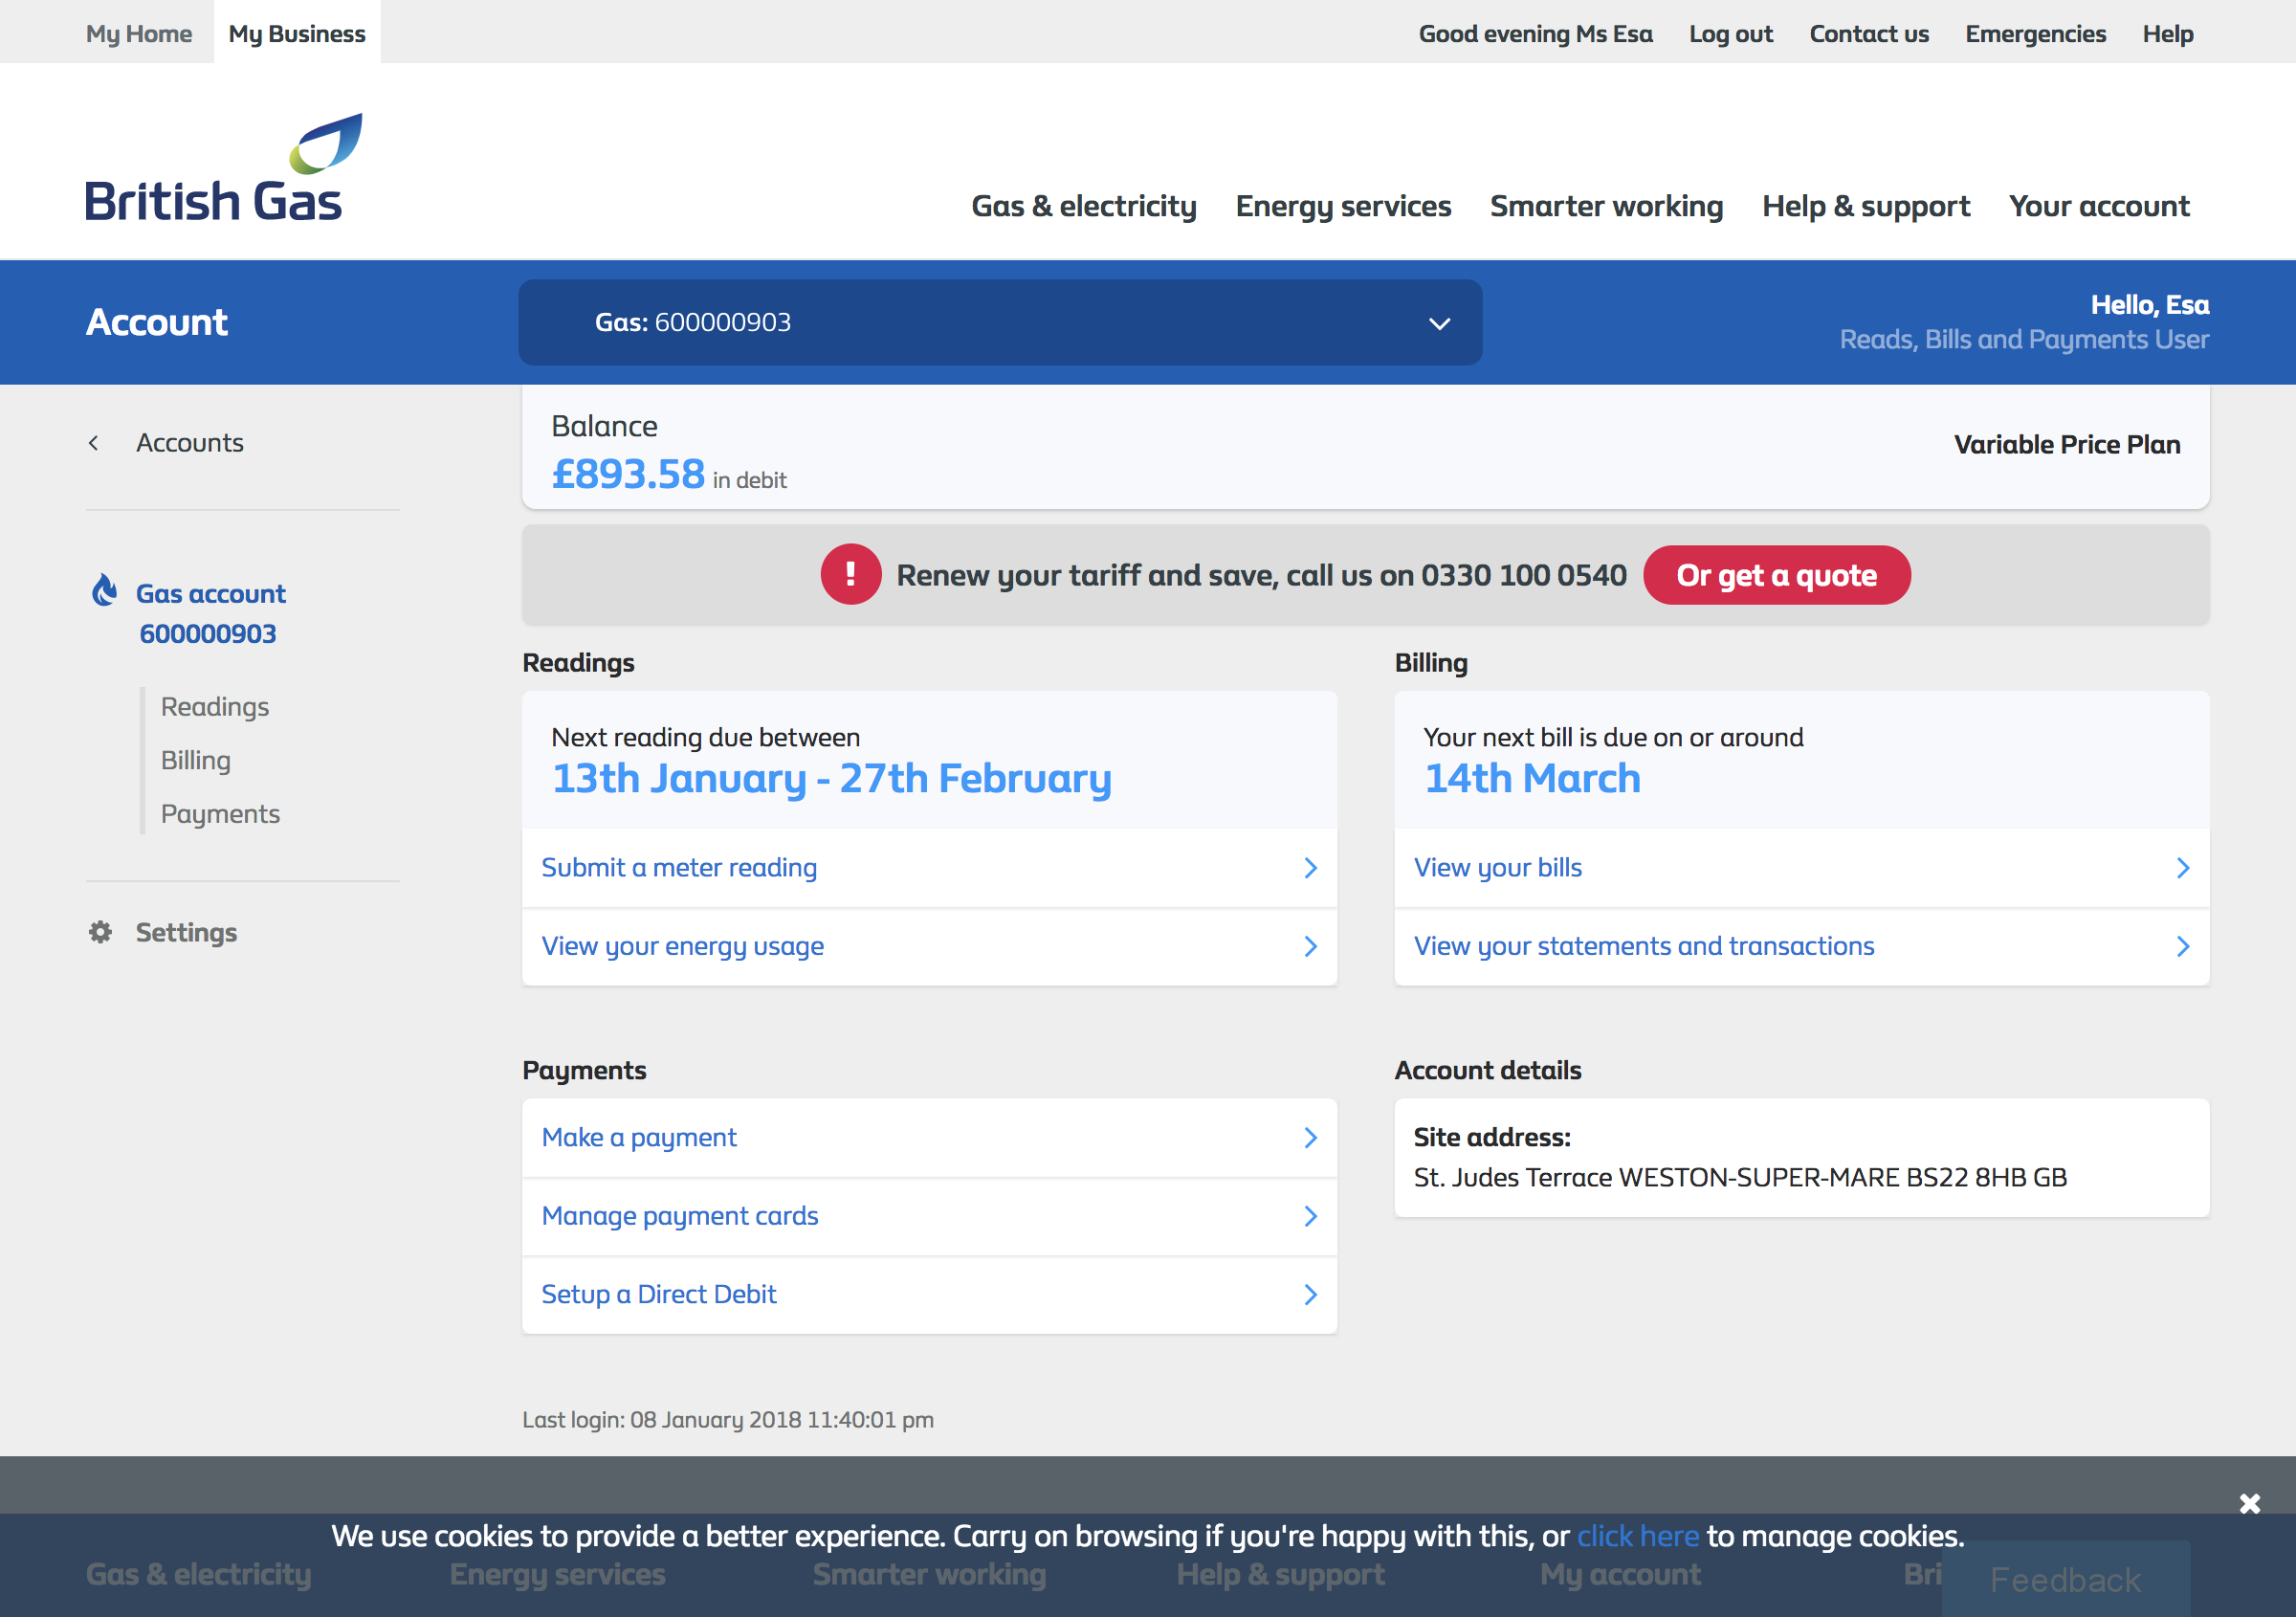 My Home
My Business
Good evening Ms Esa
Log out
Contact us
Emergencies
Help
British Gas
Gas & electricity
Energy services
Smarter working
Help & support
Your account
Account
Gas: 600000903
Hello, Esa
Reads, Bills and Payments User
Accounts
Balance
£893.58 in debit
Variable Price Plan
! Renew your tariff and save, call us on 0330 100 0540
Or get a quote
Gas account
600000903
Readings
Billing
Payments
Settings
Readings
Next reading due between
13th January - 27th February
Submit a meter reading
View your energy usage
Billing
Your next bill is due on or around
14th March
View your bills
View your statements and transactions
Payments
Make a payment
Manage payment cards
Setup a Direct Debit
Account details
Site address:
St. Judes Terrace WESTON-SUPER-MARE BS22 8HB GB
Last login: 08 January 2018 11:40:01 pm
We use cookies to provide a better experience. Carry on browsing if you're happy with this, or click here to manage cookies.
Gas & electricity
Energy services
Smarter working
Help & support
My account
Bri
Feedback